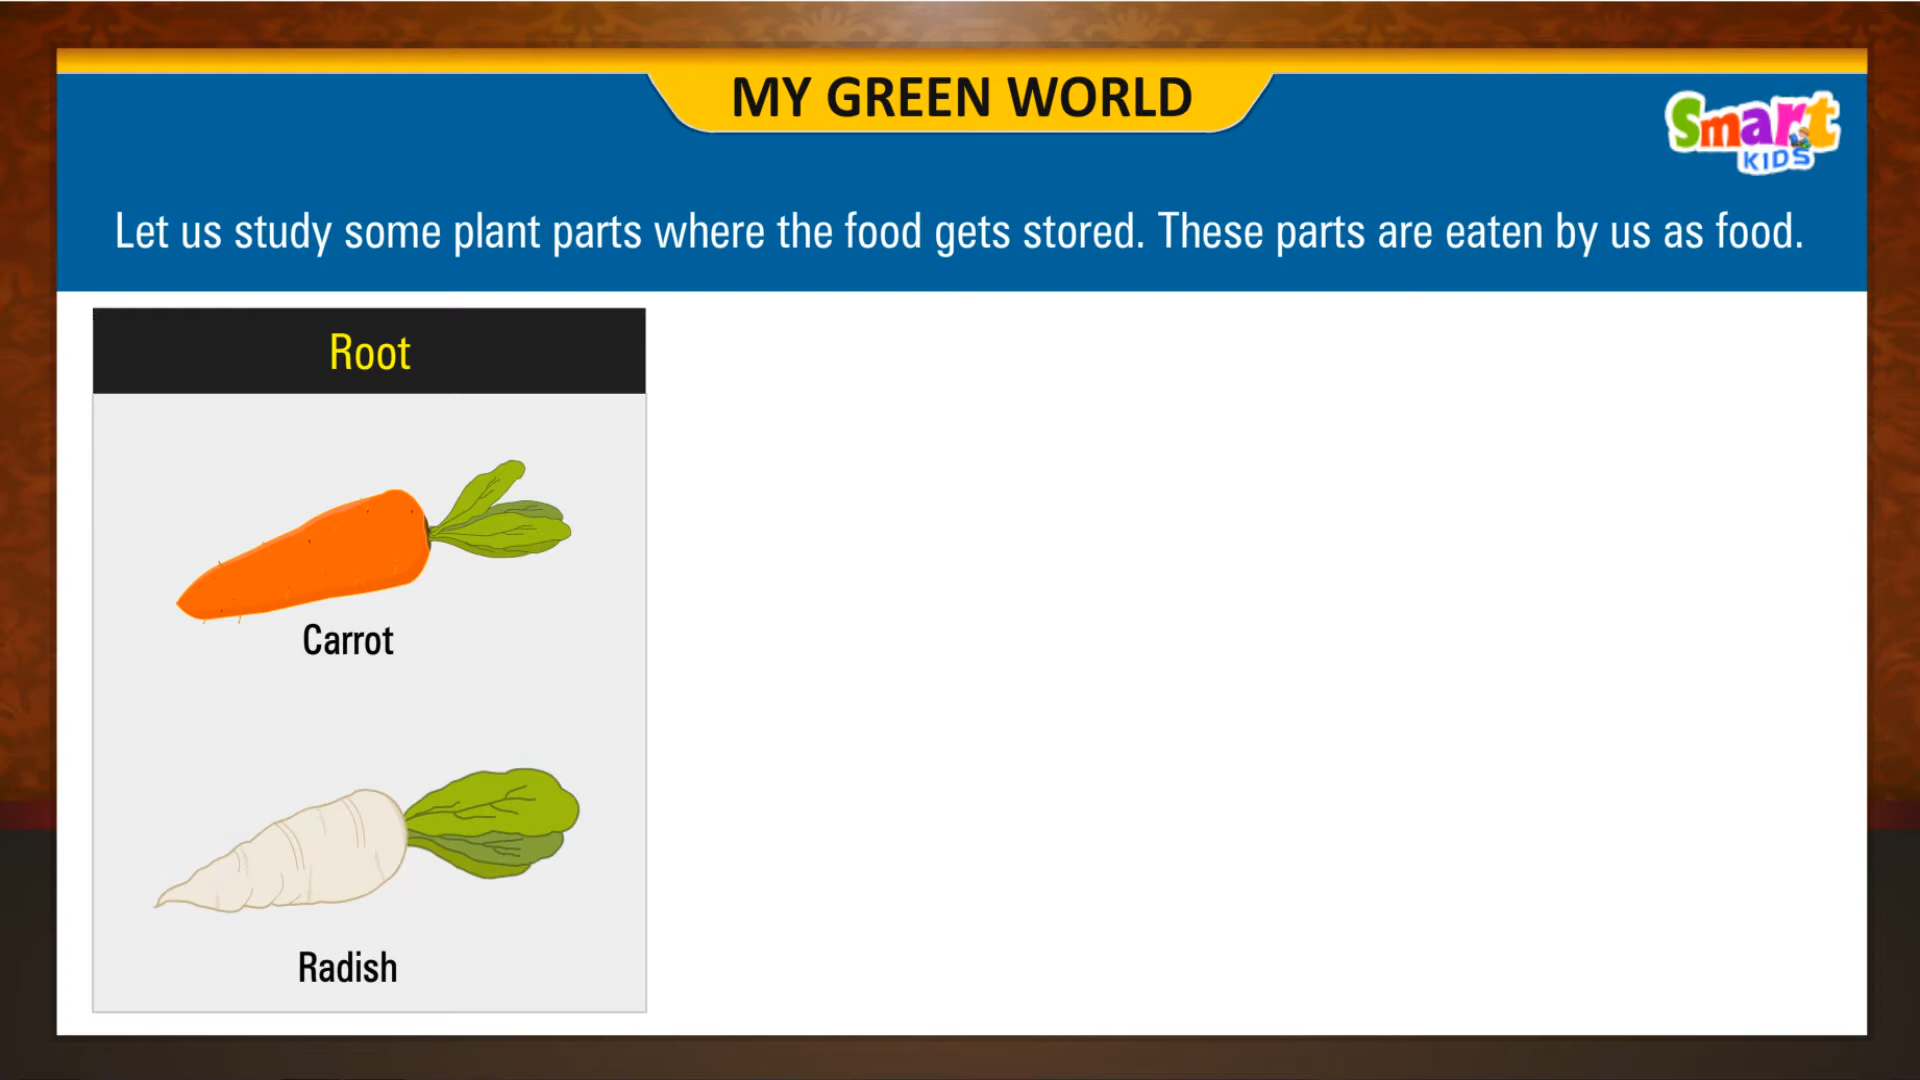 MY GREEN WORLD
Smart
KIDS
Let us study some plant parts where the food gets stored. These parts are eaten by us as food.
Root
Carrot
Radish